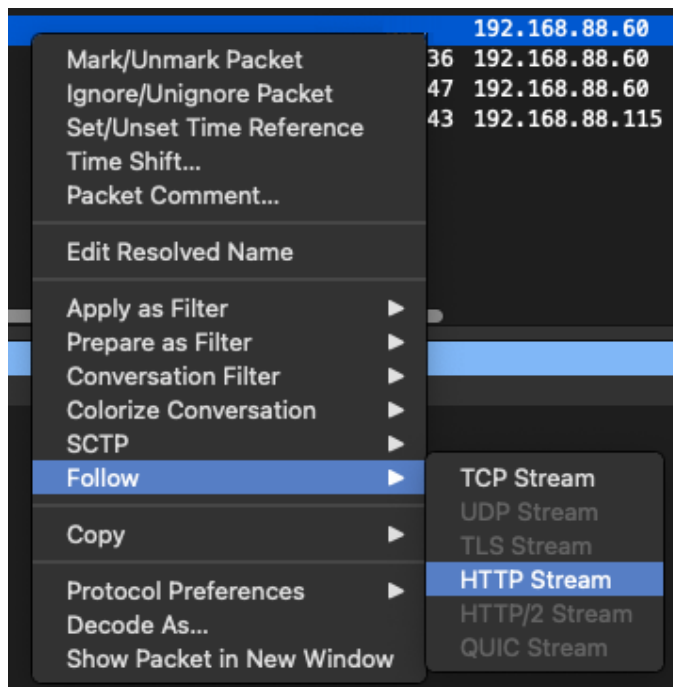 192.168.88.60
36 192.168.88.60
47 192.168.88.60
43 192.168.88.115
Mark/Unmark Packet
Ignore/Unignore Packet
Set/Unset Time Reference
Time Shift...
Packet Comment...
Edit Resolved Name
Apply as Filter
Prepare as Filter
Conversation Filter
Colorize Conversation
SCTP
Follow
Copy
Protocol Preferences
Decode As...
Show Packet in New Window
TCP Stream
UDP Stream
TLS Stream
HTTP Stream
HTTP/2 Stream
QUIC Stream